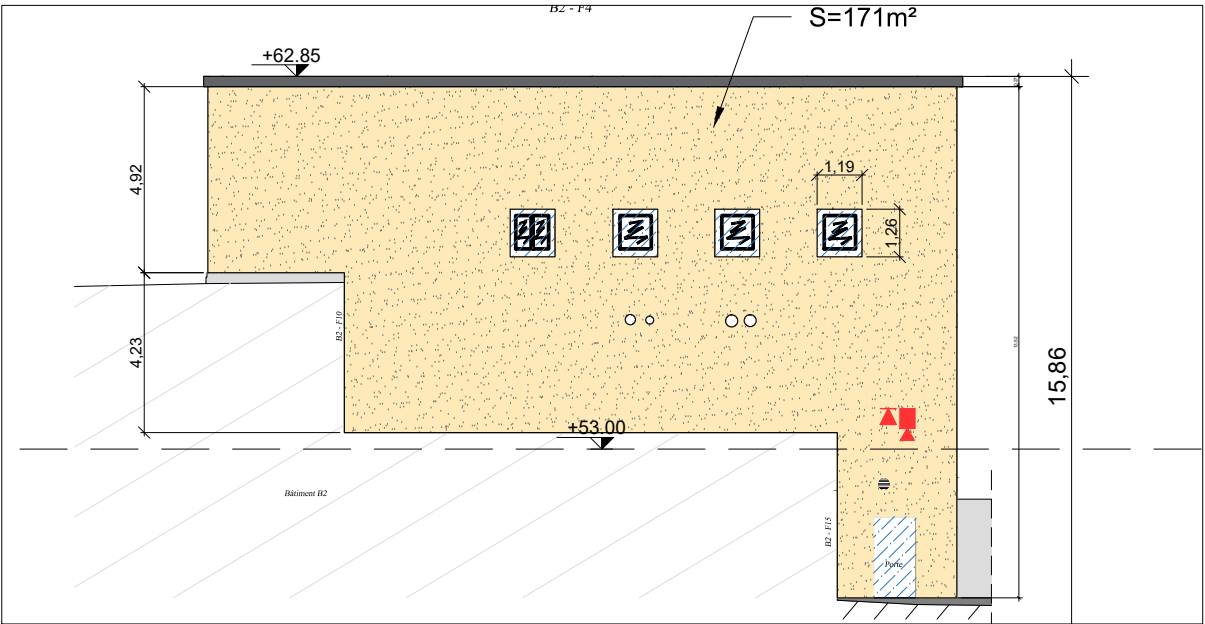 B2 - F4
S=171m²
+62.85
4,92
1,19
1,26
B2 - F10
4,23
15,86
+53.00
Bâtiment B2
B2 - F15
Porte